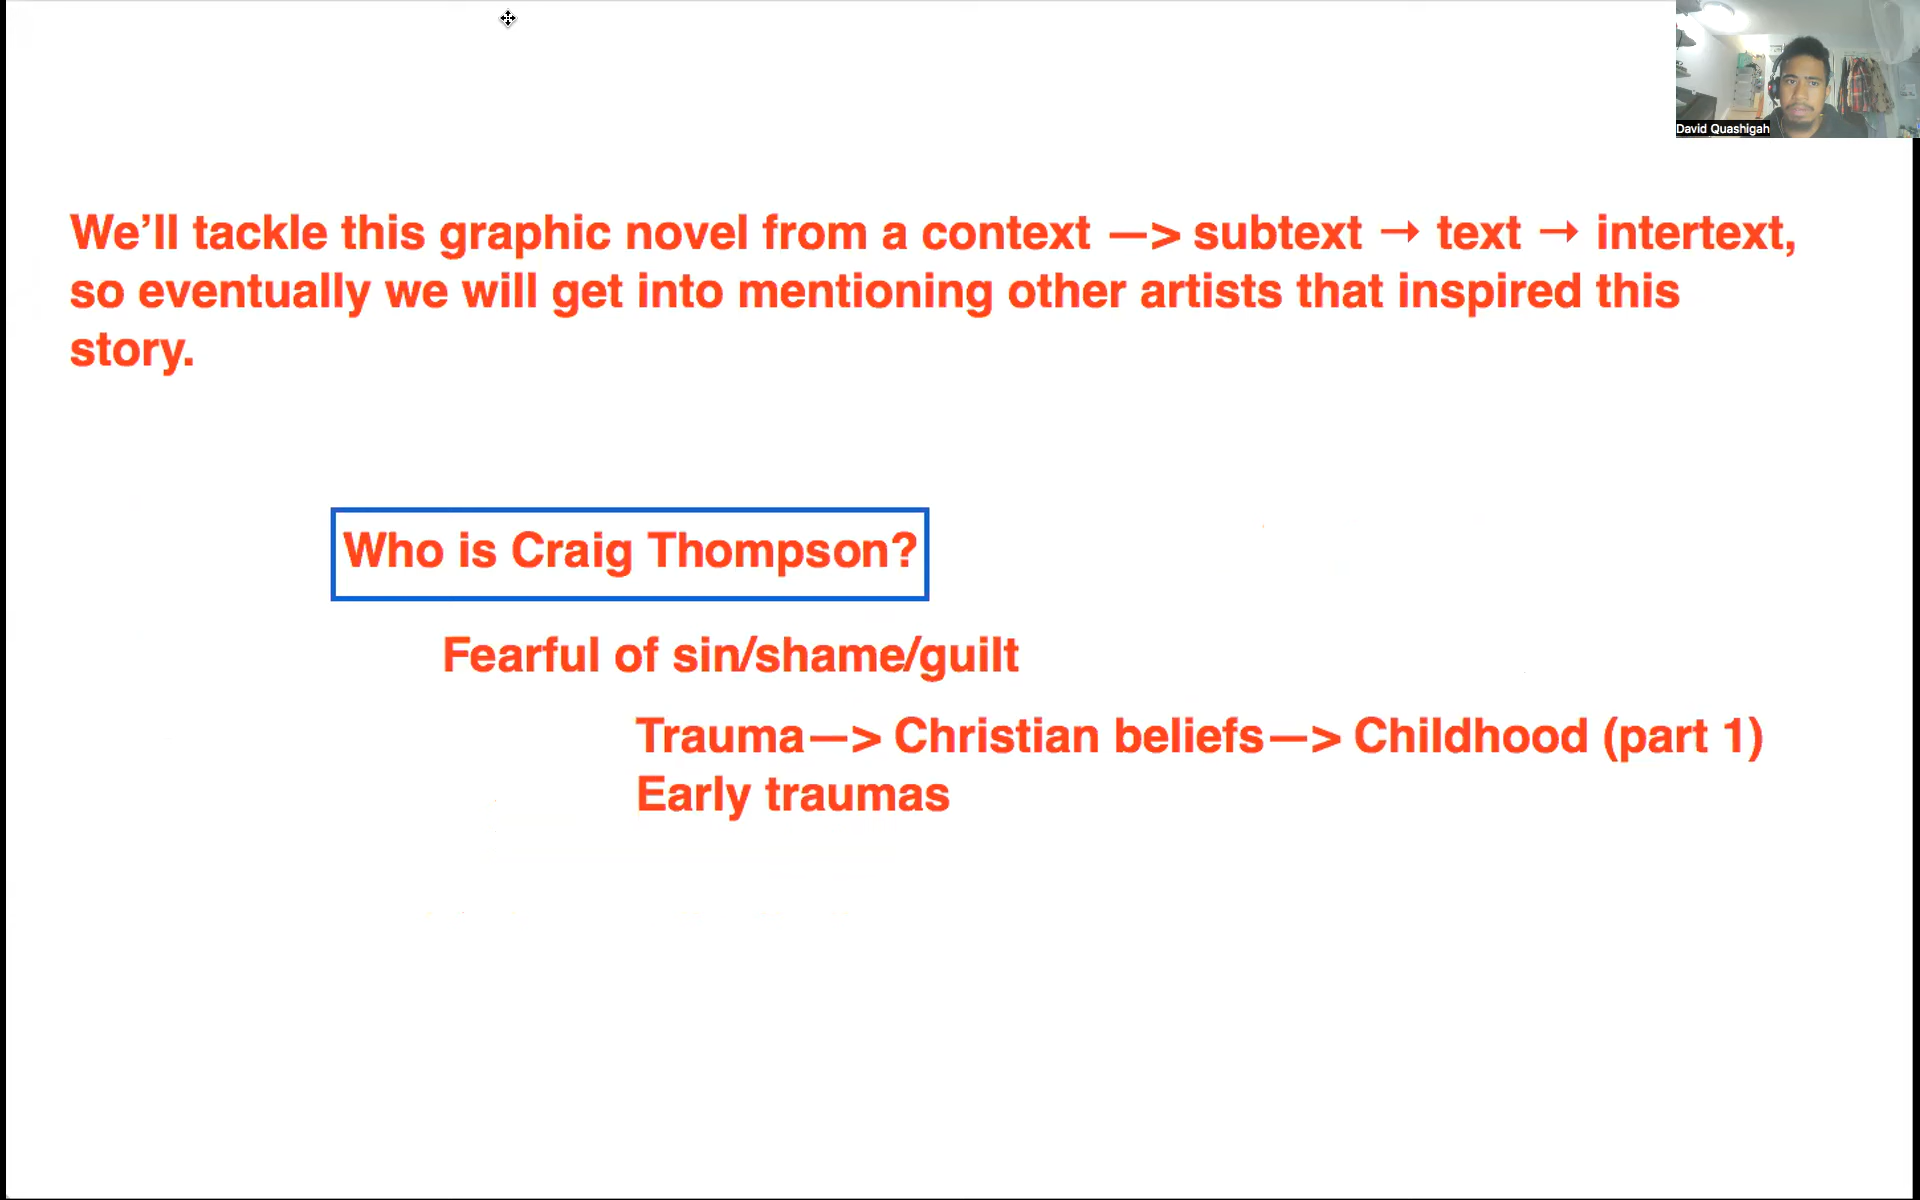 David Quashigah
We’ll tackle this graphic novel from a context —> subtext → text → intertext,
so eventually we will get into mentioning other artists that inspired this
story.
Who is Craig Thompson?
Fearful of sin/shame/guilt
Trauma—> Christian beliefs—> Childhood (part 1)
Early traumas